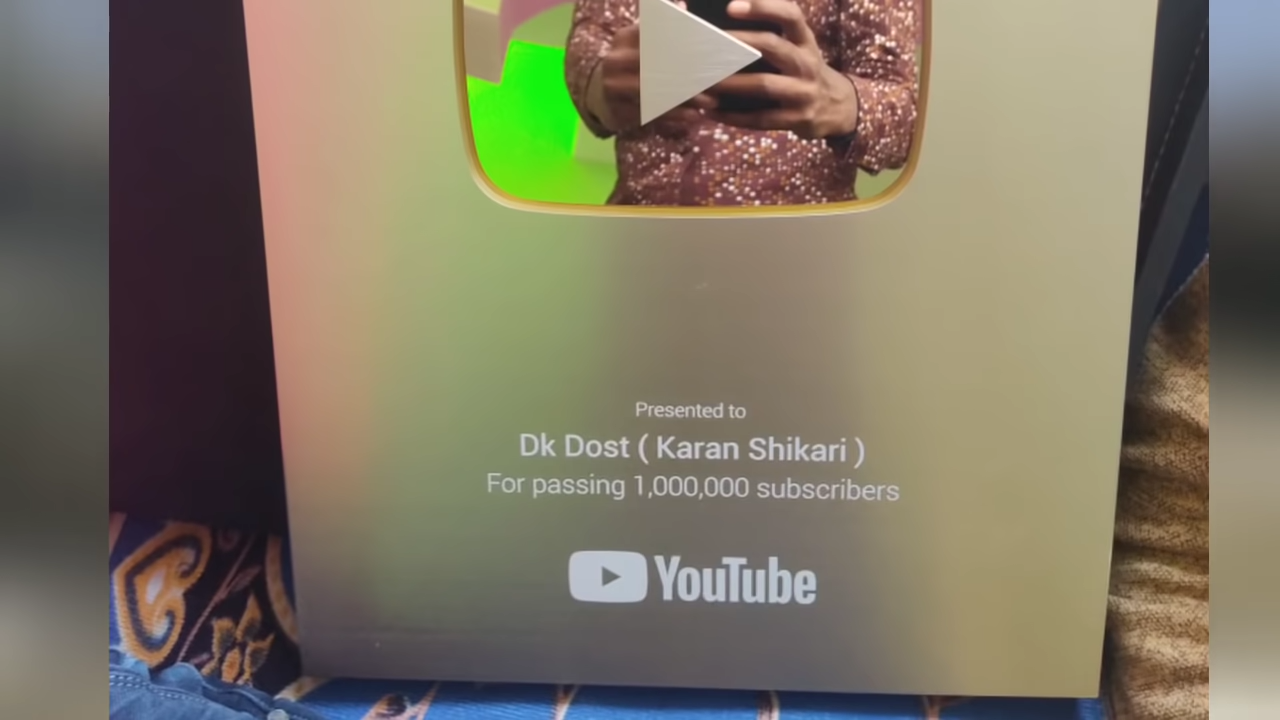 Presented to
Dk Dost ( Karan Shikari )
For passing 1,000,000 subscribers
YouTube